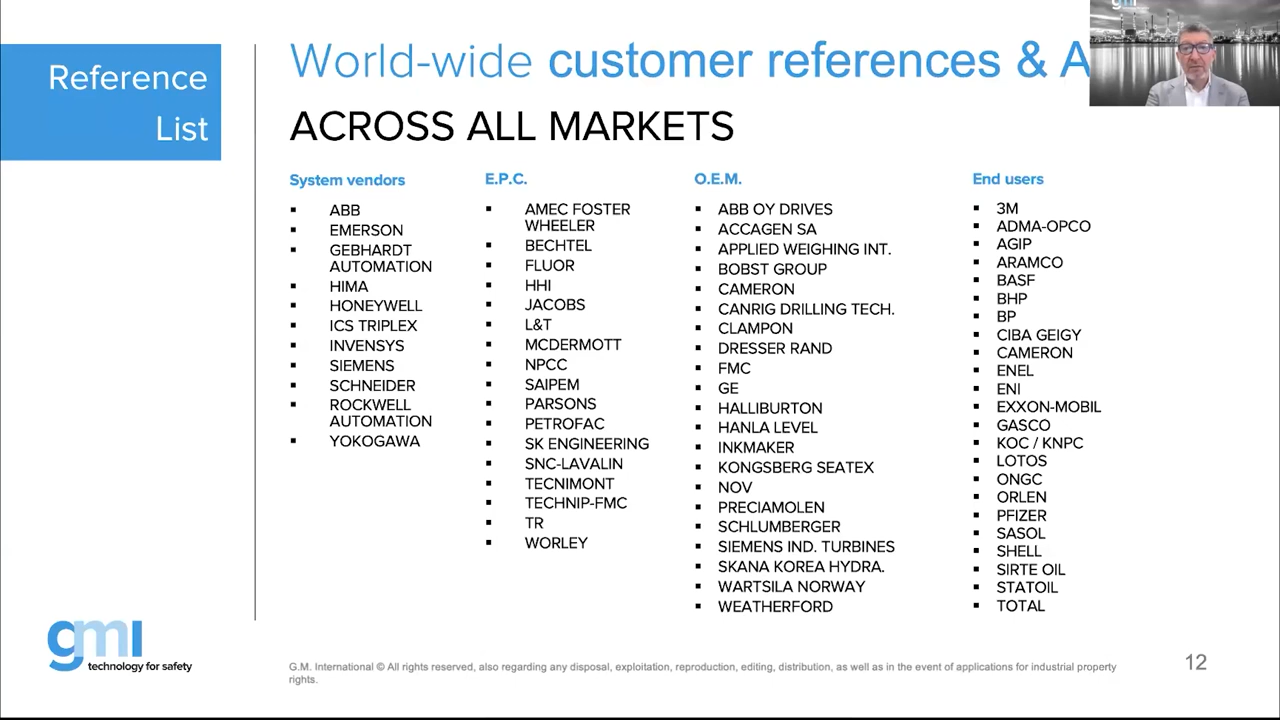 gmi
Reference
List
World-wide customer references & A
ACROSS ALL MARKETS
System vendors
ABB
EMERSON
GEBHARDT
AUTOMATION
HIMA
HONEYWELL
ICS TRIPLEX
INVENSYS
SIEMENS
SCHNEIDER
ROCKWELL
AUTOMATION
YOKOGAWA
E.P.C.
AMEC FOSTER
WHEELER
BECHTEL
FLUOR
HHI
JACOBS
L&T
MCDERMOTT
NPCC
SAIPEM
PARSONS
PETROFAC
SK ENGINEERING
SNC-LAVALIN
TECNIMONT
TECHNIP-FMC
TR
WORLEY
O.E.M.
ABB OY DRIVES
ACCAGEN SA
APPLIED WEIGHING INT.
BOBST GROUP
CAMERON
CANRIG DRILLING TECH.
CLAMPON
DRESSER RAND
FMC
GE
HALLIBURTON
HANLA LEVEL
INKMAKER
KONGSBERG SEATEX
NOV
PRECIAMOLEN
SCHLUMBERGER
SIEMENS IND. TURBINES
SKANA KOREA HYDRA.
WARTSILA NORWAY
WEATHERFORD
End users
3M
ADMA-OPCO
AGIP
ARAMCO
BASF
BHP
BP
CIBA GEIGY
CAMERON
ENEL
ENI
EXXON-MOBIL
GASCO
KOC / KNPC
LOTOS
ONGC
ORLEN
PFIZER
SASOL
SHELL
SIRTE OIL
STATOIL
TOTAL
gmi
technology for safety
G.M. International © All rights reserved, also regarding any disposal, exploitation, reproduction, editing, distribution, as well as in the event of applications for industrial property
rights.
12